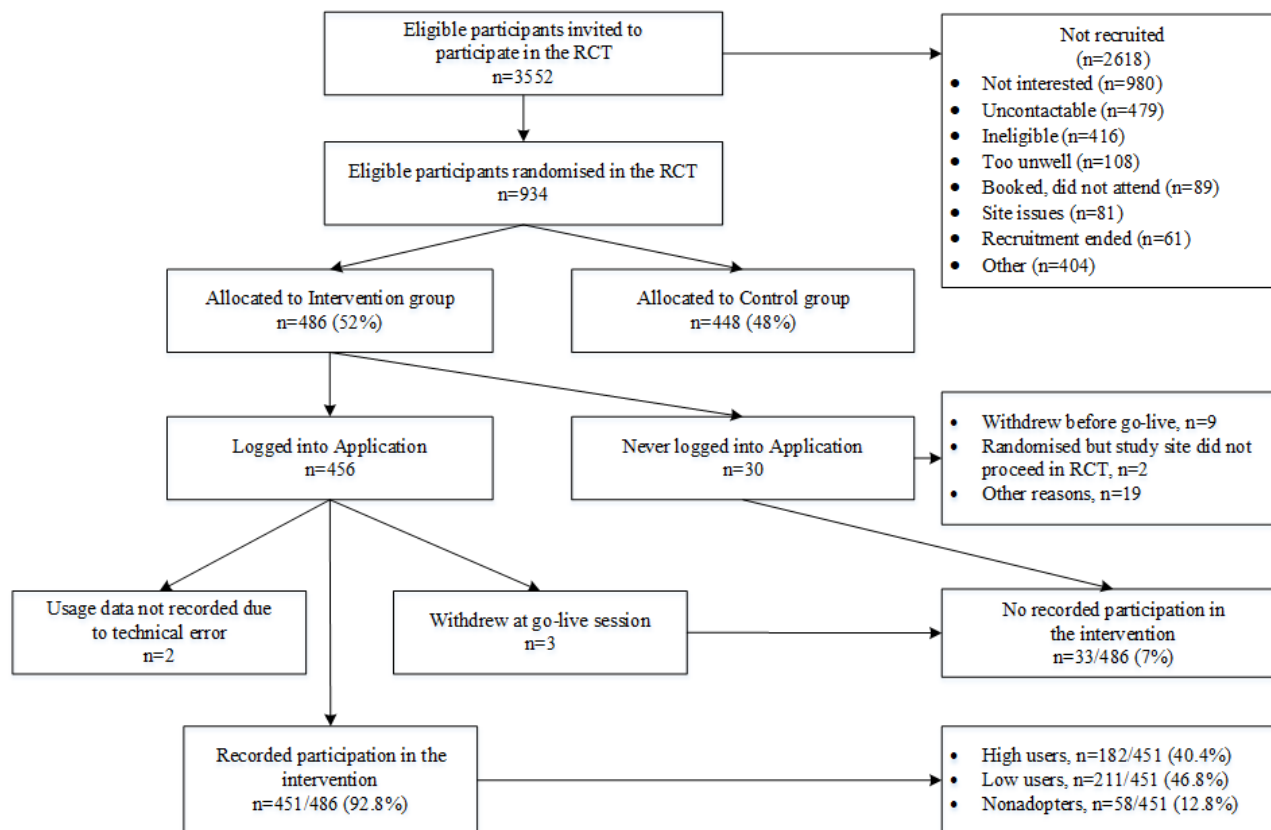 Eligible participants invited to
participate in the RCT
n=3552
Not recruited
(n=2618)
• Not interested (n=980)
• Uncontactable (n=479)
• Ineligible (n=416)
• Too unwell (n=108)
• Booked, did not attend (n=89)
• Site issues (n=81)
• Recruitment ended (n=61)
• Other (n=404)
Eligible participants randomised in the RCT
n=934
Allocated to Intervention group
n=486 (52%)
Allocated to Control group
n=448 (48%)
Logged into Application
n=456
Never logged into Application
n=30
• Withdrew before go-live, n=9
• Randomised but study site did not
proceed in RCT, n=2
• Other reasons, n=19
Usage data not recorded due
to technical error
n=2
Withdrew at go-live session
n=3
No recorded participation in
the intervention
n=33/486 (7%)
Recorded participation in the
intervention
n=451/486 (92.8%)
• High users, n=182/451 (40.4%)
• Low users, n=211/451 (46.8%)
• Nonadopters, n=58/451 (12.8%)